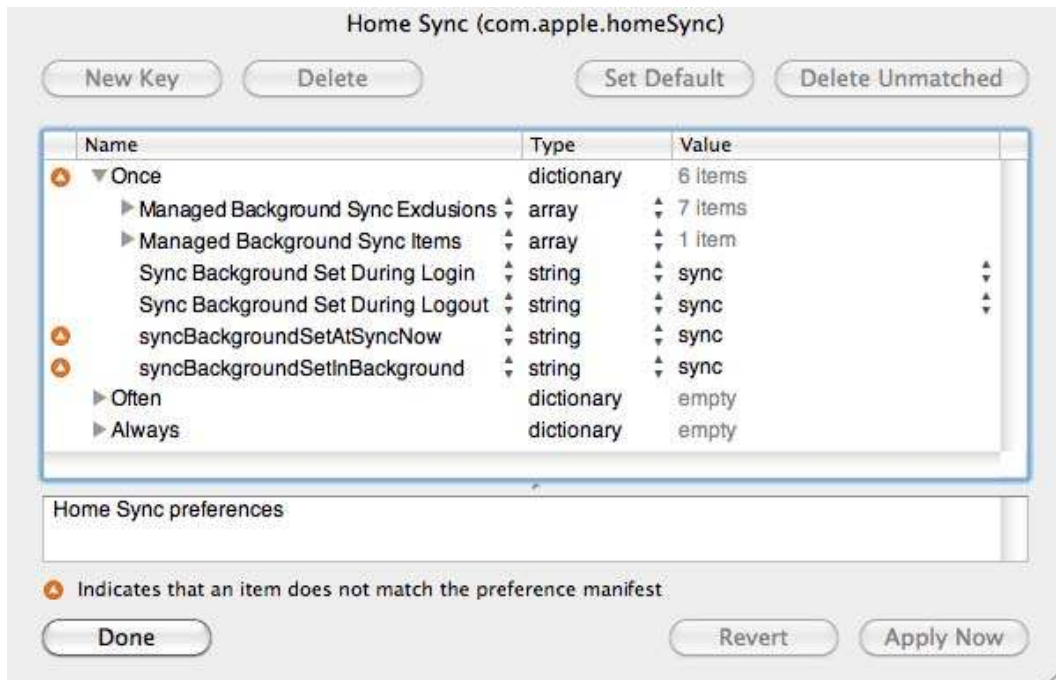 Home Sync (com.apple.homeSync)
New Key Delete Set Default Delete Unmatched
Name Type Value
Once dictionary 6 items
Managed Background Sync Exclusions array 7 items
Managed Background Sync Items array 1 item
Sync Background Set During Login string sync
Sync Background Set During Logout string sync
syncBackgroundSetAtSyncNow string sync
syncBackgroundSetInBackground string sync
Often dictionary empty
Always dictionary empty
Home Sync preferences
Indicates that an item does not match the preference manifest
Done Revert Apply Now